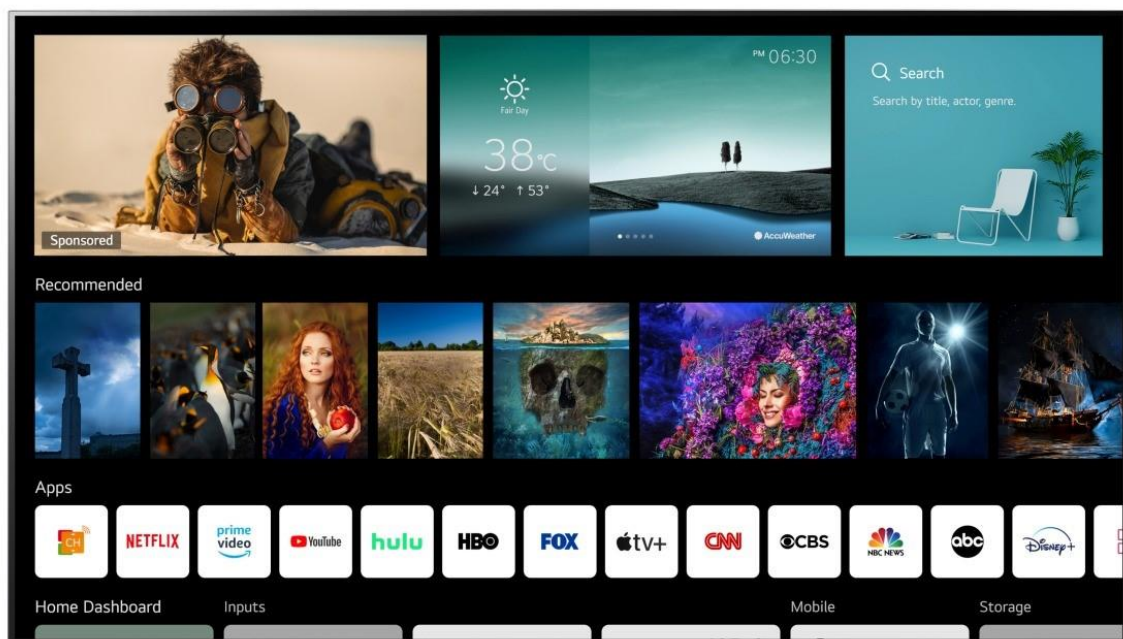 Sponsored
Fair Day
38°C
↓ 24° ↑ 53°
PM 06:30
AccuWeather
Search
Search by title, actor, genre.
Recommended
Apps
CH
NETFLIX
prime
video
YouTube
hulu
HBO
FOX
tv+
CNN
CBS
NBC NEWS
abc
Disney+
Home Dashboard
Inputs
Mobile
Storage